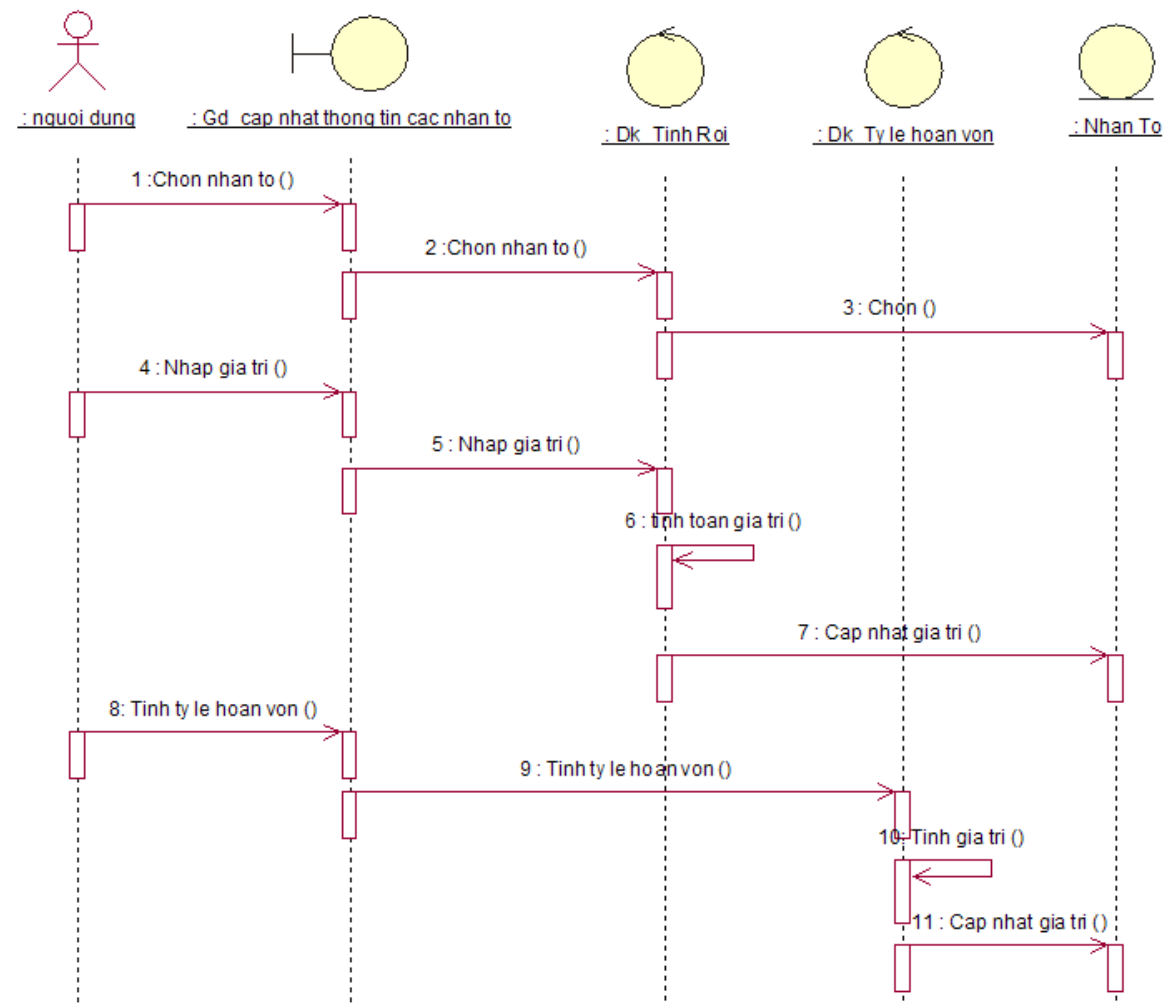 : nguoi dung
: Gd_cap nhat thong tin cac nhan to
: Dk_Tinh Roi
: Dk_Ty le hoan von
: Nhan To
1 :Chon nhan to ()
2 :Chon nhan to ()
3 : Chon ()
4 : Nhap gia tri ()
5 : Nhap gia tri ()
6 : tinh toan gia tri ()
7 : Cap nhat gia tri ()
8: Tinh ty le hoan von ()
9 : Tinh ty le hoan von ()
10: Tinh gia tri ()
11 : Cap nhat gia tri ()